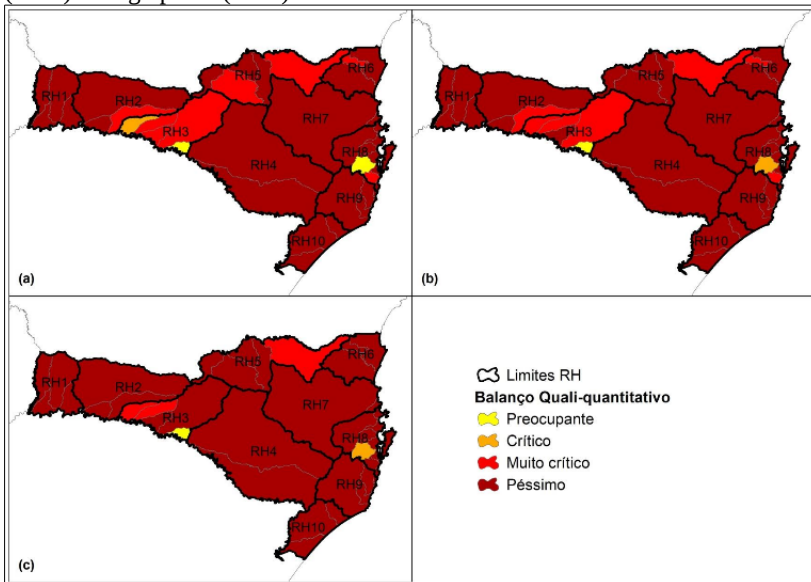 RH1
RH2
RH3
RH4
RH5
RH6
RH7
RH8
RH9
RH10
(a)
RH1
RH2
RH3
RH4
RH5
RH6
RH7
RH8
RH9
RH10
(b)
RH1
RH2
RH3
RH4
RH5
RH6
RH7
RH8
RH9
RH10
(c)
Limites RH
Balanço Quali-quantitativo
Preocupante
Crítico
Muito crítico
Péssimo